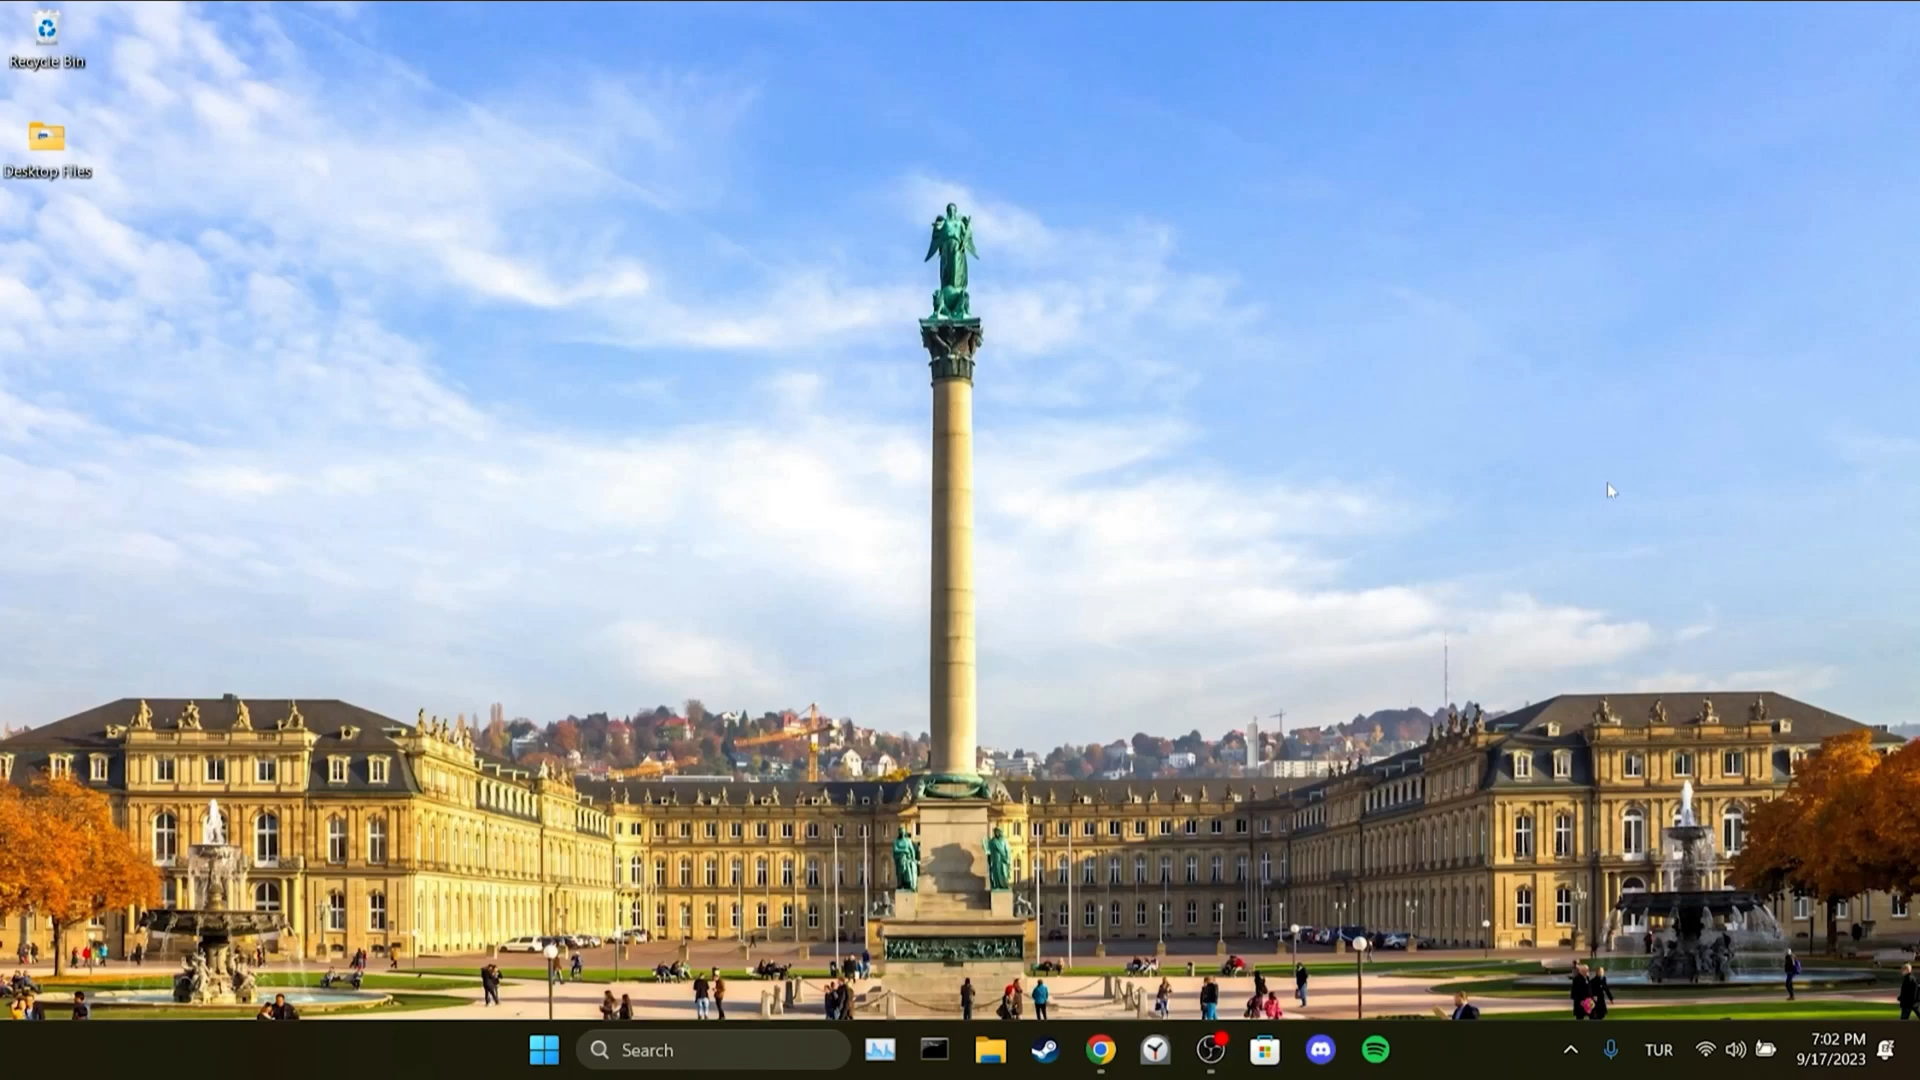 Recycle Bin
Desktop Files
Search
TUR
7:02 PM
9/17/2023